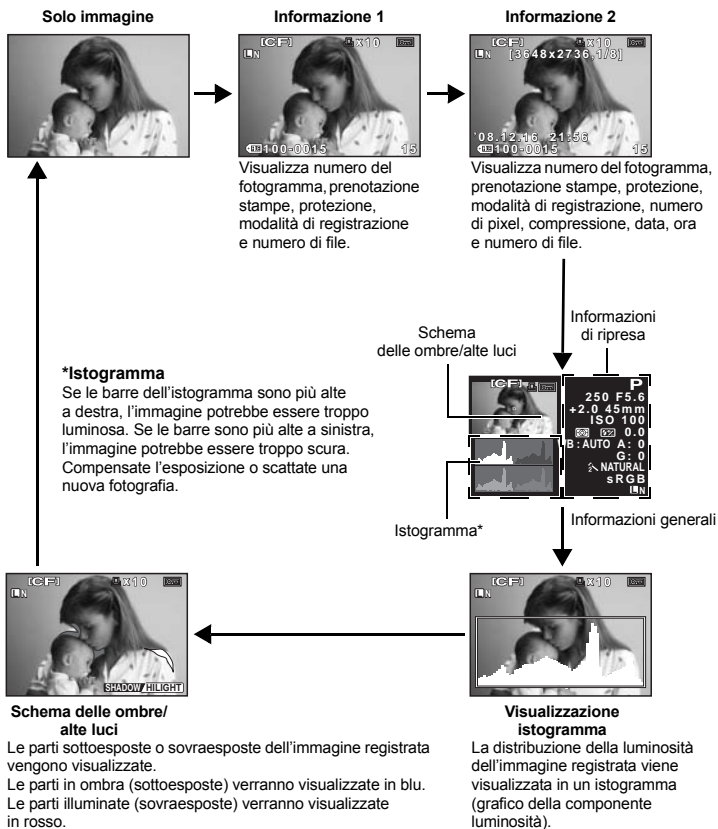 Solo immagine
Informazione 1
Informazione 2
[CF] x10
LN
100-0015 15
[CF] x10
LN [3648x2736,1/8]
'08.12.16 21:56
100-0015 15
Visualizza numero del
fotogramma, prenotazione
stampe, protezione,
modalità di registrazione
e numero di file.
Visualizza numero del fotogramma,
prenotazione stampe, protezione,
modalità di registrazione, numero
di pixel, compressione, data, ora
e numero di file.
*Istogramma
Se le barre dell'istogramma sono più alte
a destra, l'immagine potrebbe essere troppo
luminosa. Se le barre sono più alte a sinistra,
l'immagine potrebbe essere troppo scura.
Compensate l'esposizione o scattate una
nuova fotografia.
Schema
delle ombre/alte luci
Informazioni
di ripresa
[CF]
P
250 F5.6
+2.0 45mm
ISO 100
0.0
WB: AUTO A: 0
G: 0
NATURAL
sRGB
LN
Istogramma*
Informazioni generali
[CF] x10
LN
SHADOW HILIGHT
Schema delle ombre/
alte luci
Le parti sottoesposte o sovraesposte dell'immagine registrata
vengono visualizzate.
Le parti in ombra (sottoesposte) verranno visualizzate in blu.
Le parti illuminate (sovraesposte) verranno visualizzate
in rosso.
[CF] x10
LN
Visualizzazione
istogramma
La distribuzione della luminosità
dell'immagine registrata viene
visualizzata in un istogramma
(grafico della componente
luminosità).